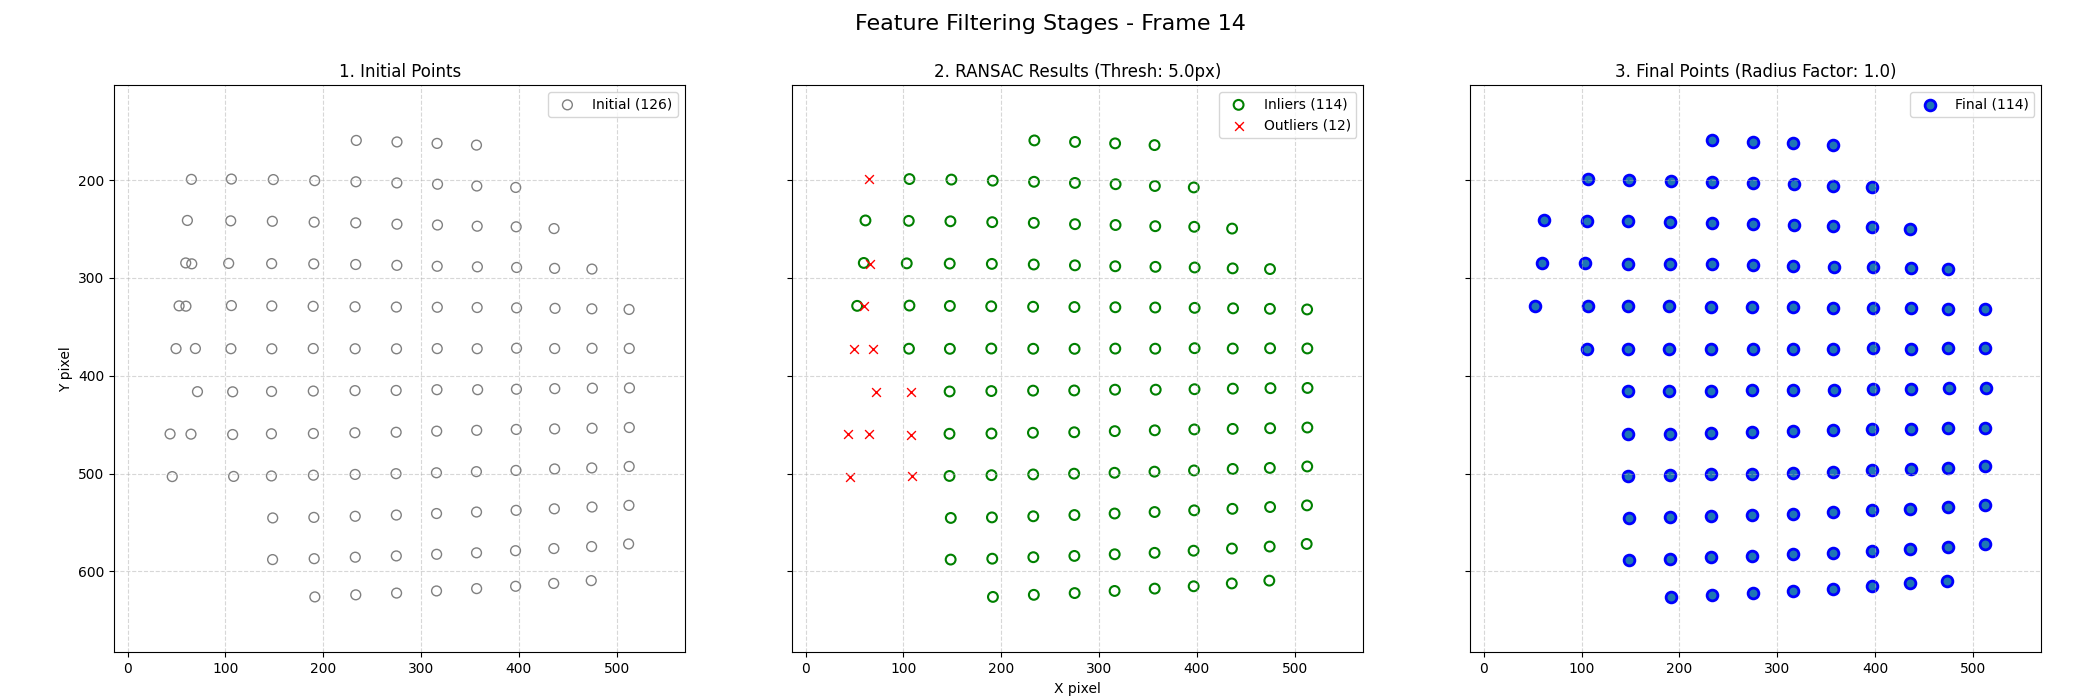 Feature Filtering Stages - Frame 14
1. Initial Points
Initial (126)
200
300
400
500
600
Y pixel
0 100 200 300 400 500
2. RANSAC Results (Thresh: 5.0px)
Inliers (114)
Outliers (12)
0 100 200 300 400 500
X pixel
3. Final Points (Radius Factor: 1.0)
Final (114)
0 100 200 300 400 500